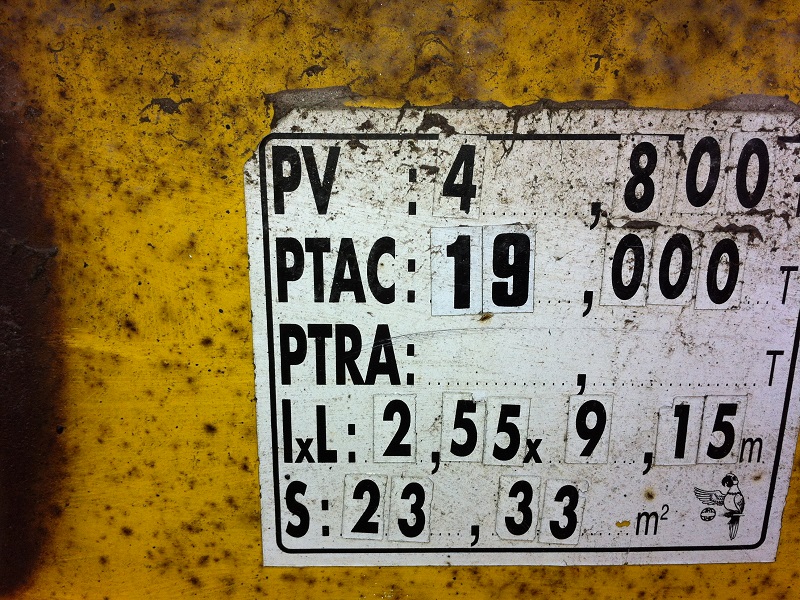 PV : 4 , 800
PTAC: 19 ,000 T
PTRA: , T
lxL: 2,55x 9 ,15m
S: 23 , 33 m²